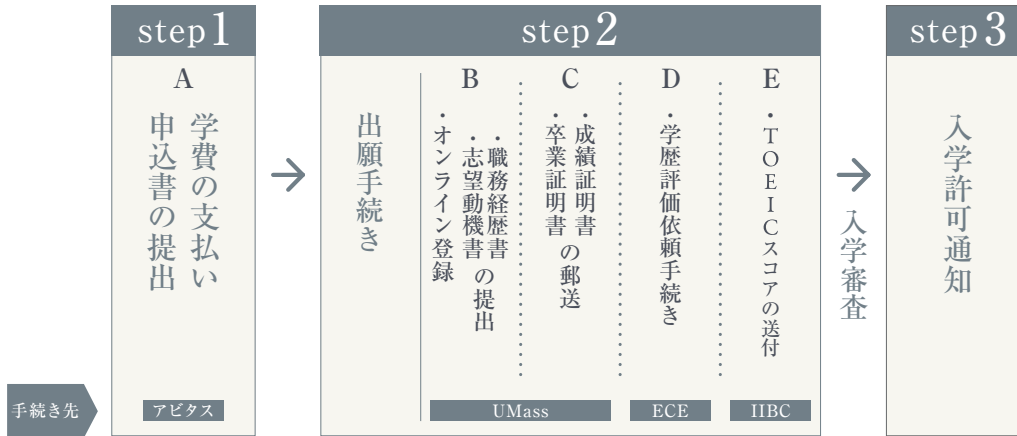 step1
A
学費の支払い
申込書の提出
アビタス
step2
出願手続き
B
・職務経歴書
・志望動機書
の提出
・オンライン登録
C
・成績証明書
・卒業証明書
の郵送
D
・学歴評価依頼手続き
E
・TOEICスコアの送付
UMass
ECE
IIBC
入学審査
step3
入学許可通知
手続き先